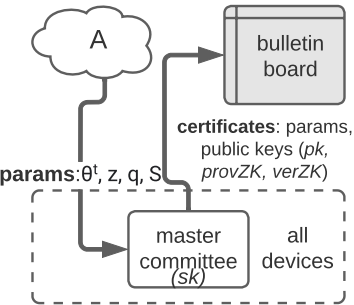 A
bulletin
board
certificates: params,
public keys (pk,
provZK, verZK)
params:θᵗ, z, q, S
master
committee
(sk)
all
devices